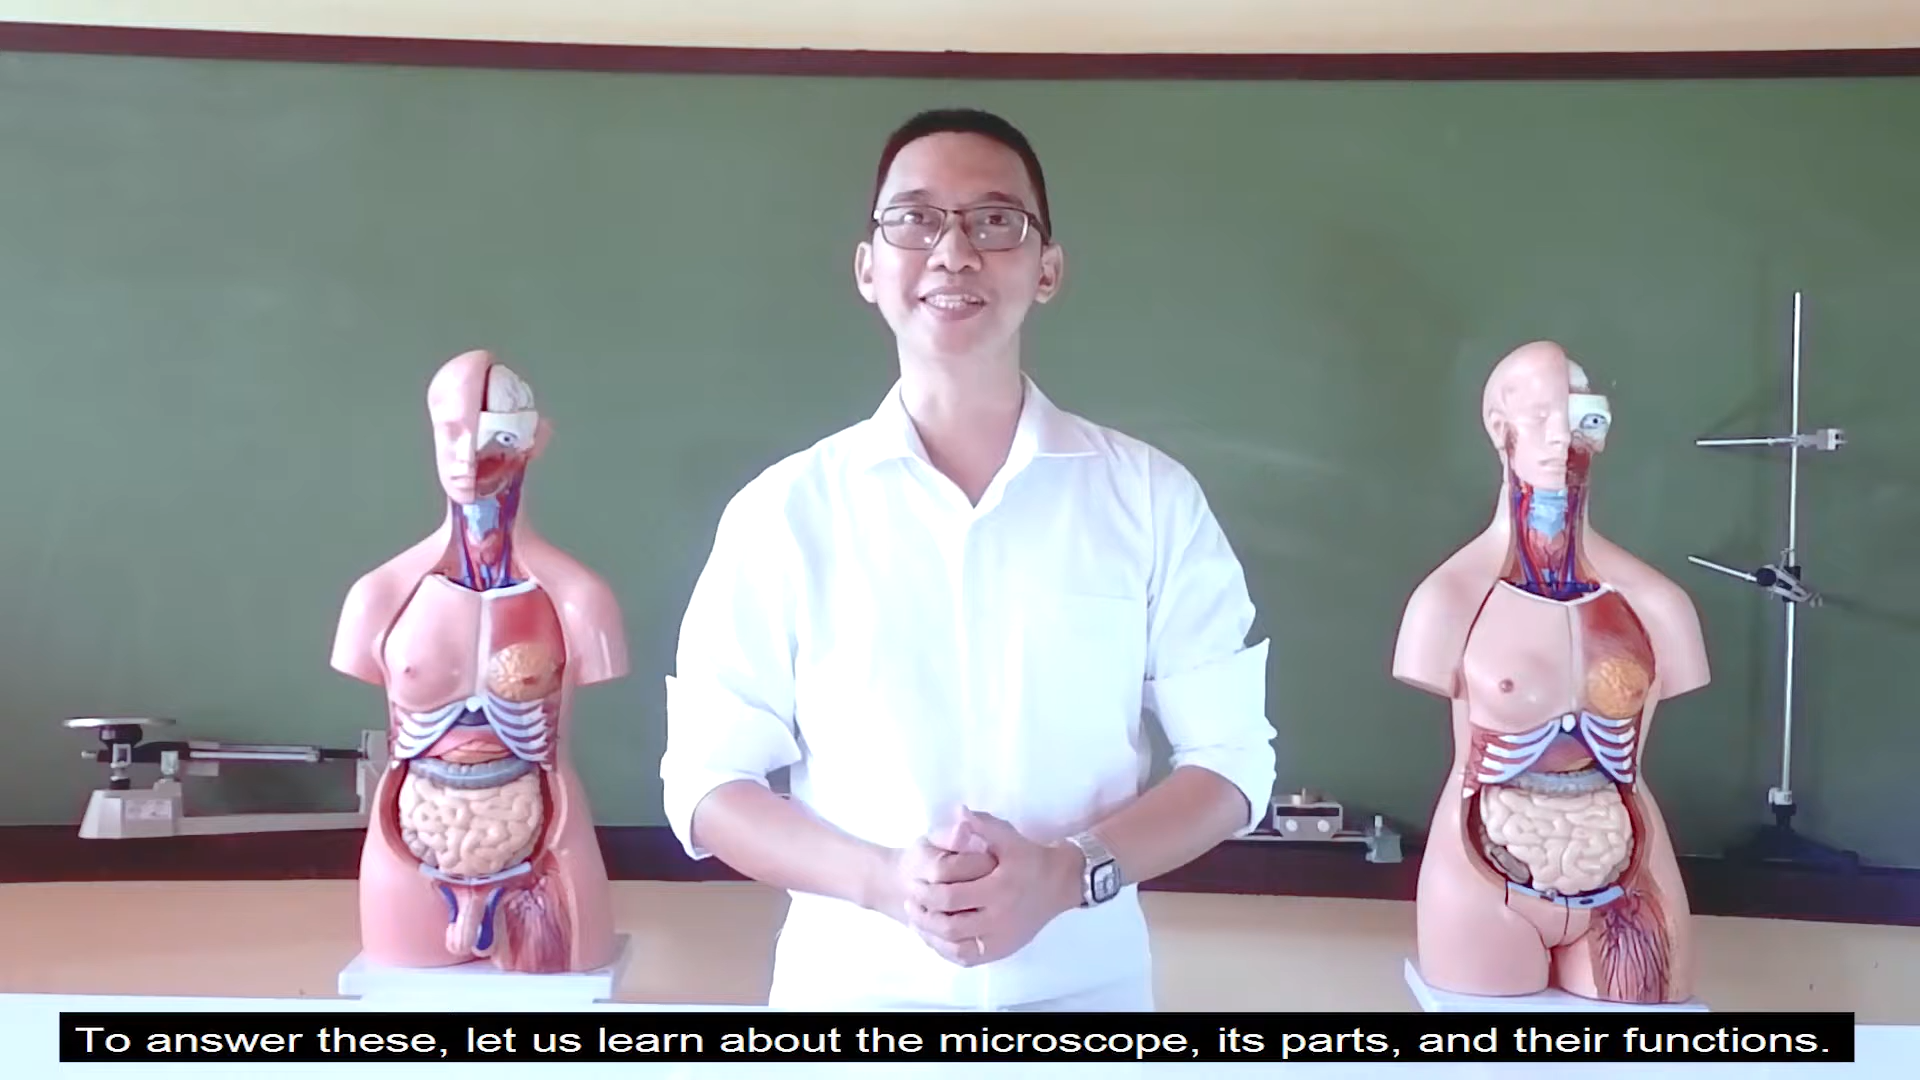 To answer these, let us learn about the microscope, its parts, and their functions.